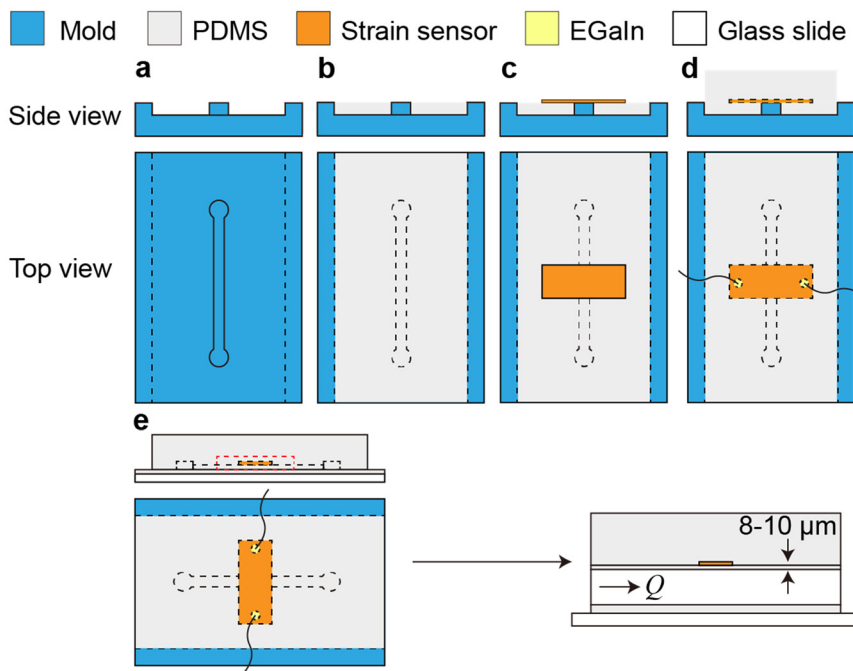 Mold PDMS Strain sensor EGaIn Glass slide
a b c d
Side view
Top view
e
8-10 μm
Q